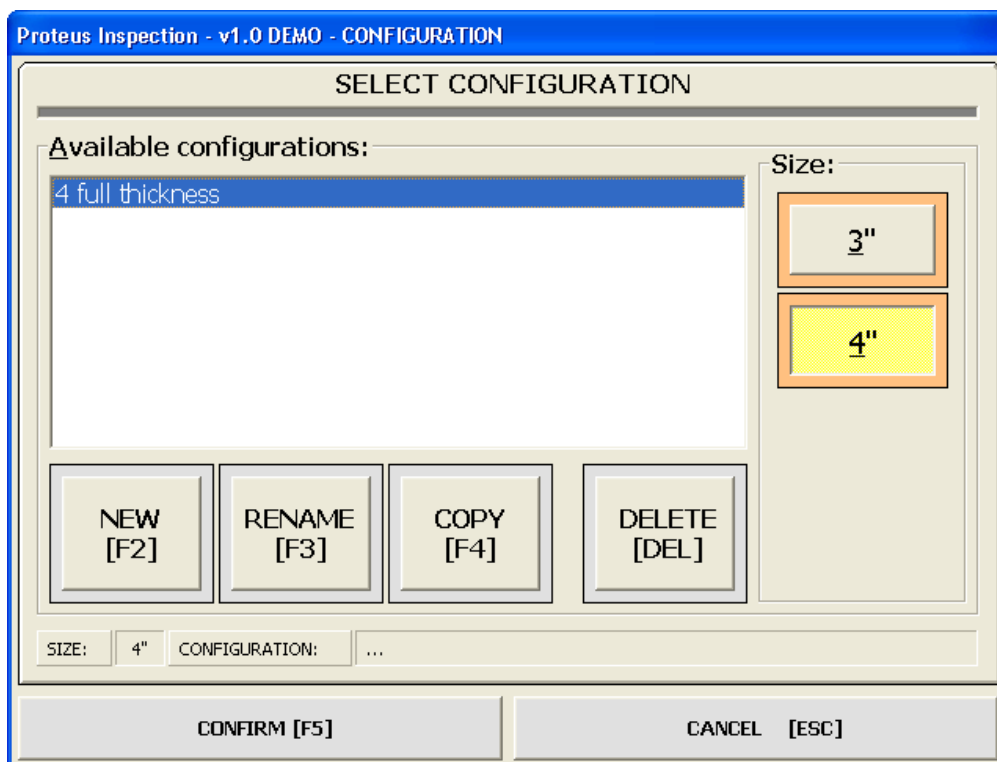 Proteus Inspection - v1.0 DEMO - CONFIGURATION
SELECT CONFIGURATION
Available configurations:
4 full thickness
Size:
3"
4"
NEW
[F2]
RENAME
[F3]
COPY
[F4]
DELETE
[DEL]
SIZE: 4" CONFIGURATION: ...
CONFIRM [F5]
CANCEL [ESC]